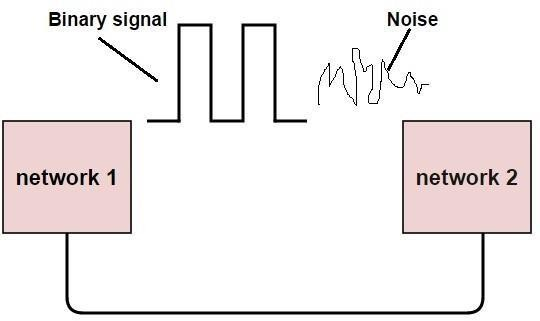 Binary signal
Noise
network 1
network 2